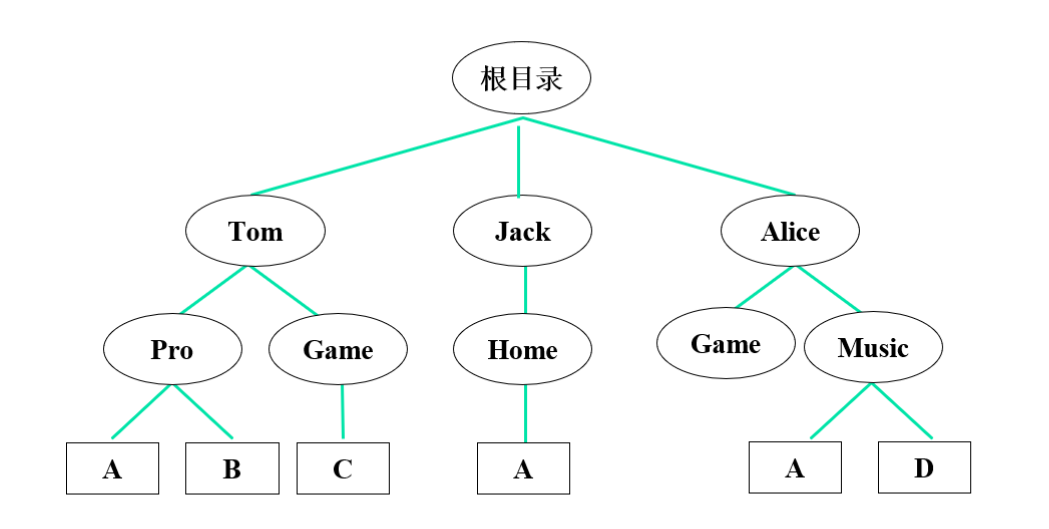 根目录
Tom
Jack
Alice
Pro
Game
Home
Game
Music
A
B
C
A
A
D